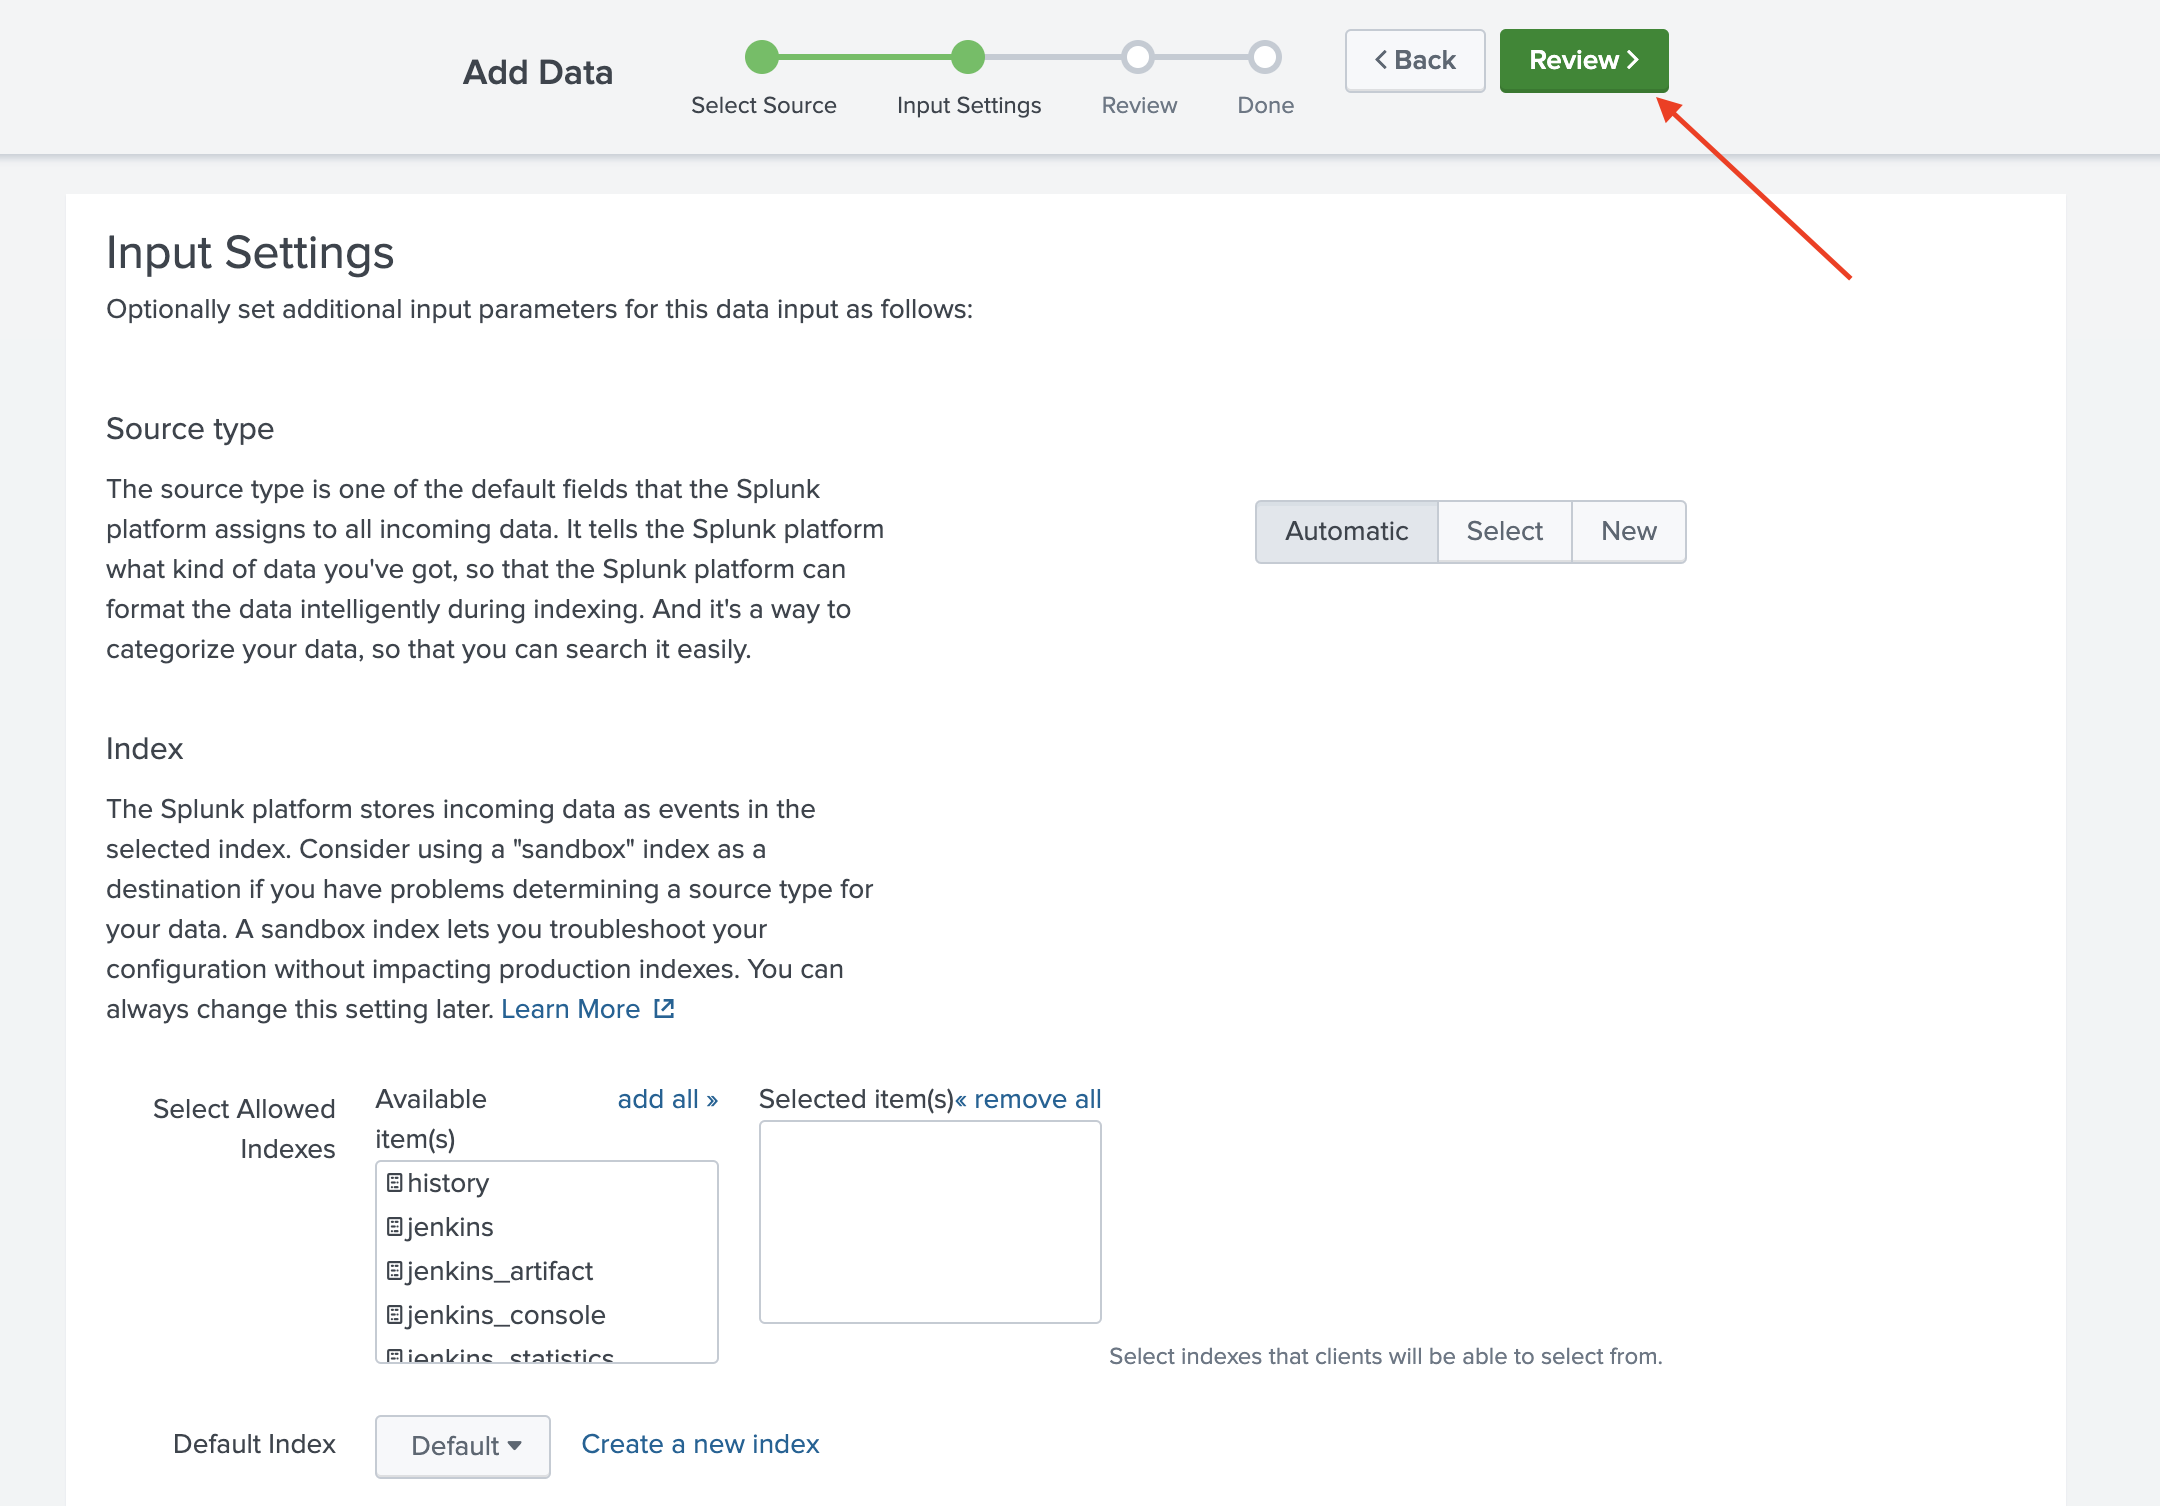 Add Data
Select Source
Input Settings
Review
Done
Back
Review
Input Settings
Optionally set additional input parameters for this data input as follows:
Source type
The source type is one of the default fields that the Splunk
platform assigns to all incoming data. It tells the Splunk platform
what kind of data you've got, so that the Splunk platform can
format the data intelligently during indexing. And it's a way to
categorize your data, so that you can search it easily.
Automatic
Select
New
Index
The Splunk platform stores incoming data as events in the
selected index. Consider using a "sandbox" index as a
destination if you have problems determining a source type for
your data. A sandbox index lets you troubleshoot your
configuration without impacting production indexes. You can
always change this setting later. Learn More
Select Allowed
Indexes
Available
item(s)
add all »
Selected item(s)« remove all
history
jenkins
jenkins_artifact
jenkins_console
jenkins_statistics
Select indexes that clients will be able to select from.
Default Index
Default
Create a new index